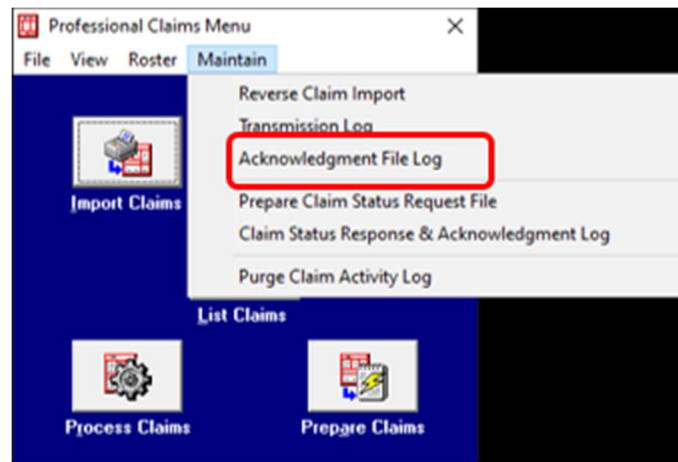 Professional Claims Menu
File View Roster Maintain
Reverse Claim Import
Transmission Log
Acknowledgment File Log
Prepare Claim Status Request File
Claim Status Response & Acknowledgment Log
Purge Claim Activity Log
Import Claims
List Claims
Process Claims
Prepare Claims